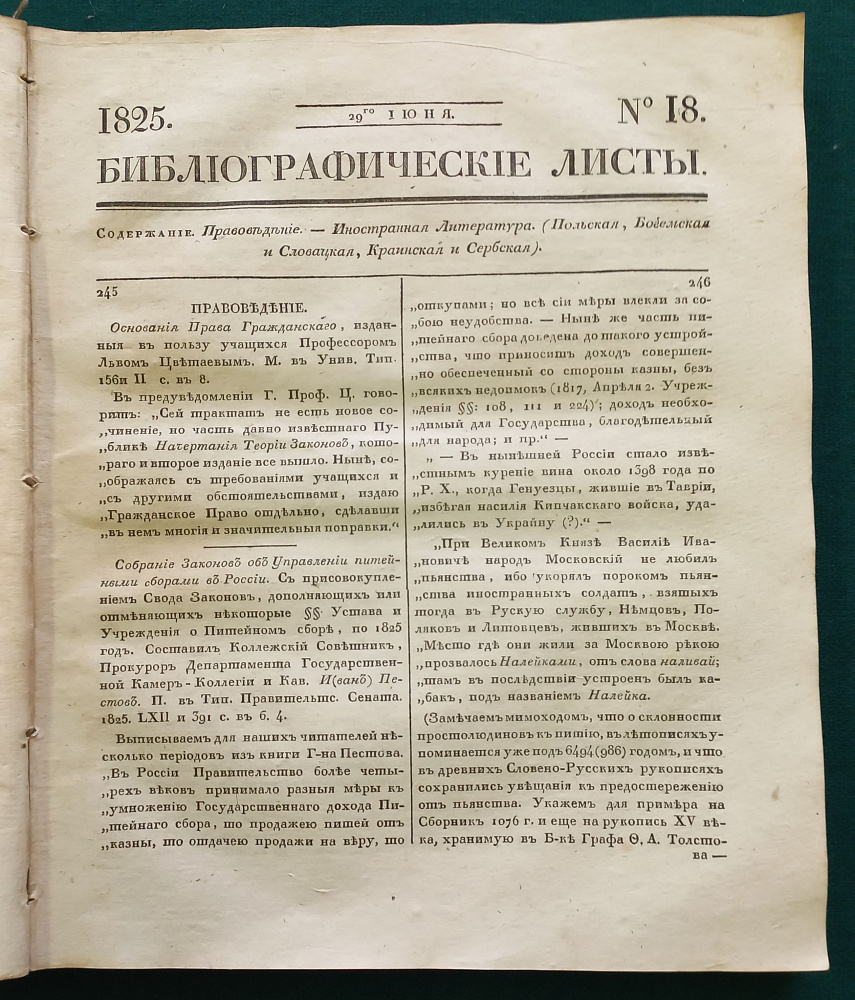 1825.
29го ІЮНЯ.
№ 18.
БИБЛІОГРАФИЧЕСКІЕ ЛИСТЫ.
Содержаніе. Правовѣдѣніе. — Иностранная Литература. (Польская, Богемская
и Словацкая, Краинская и Сербская).
245
ПРАВОВѢДѢНІЕ.
Основанія Права Гражданскаго, издан-
ныя въ пользу учащихся Профессоромъ
Львомъ Цвѣтаевымъ. М. въ Унив. Тип.
156и II с. въ 8.
Въ предувѣдомленіи Г. Проф. Ц. гово-
ритъ: „Сей трактатъ не есть новое со-
„чиненіе, но часть давно извѣстнаго Пу-
„бликѣ Начертанія Теоріи Законовъ, кото-
„раго и второе изданіе все вышло. Нынѣ, со-
„ображаясь съ требованіями учащихся и
„съ другими обстоятельствами, издаю
„Гражданское Право отдѣльно, сдѣлавши
„въ немъ многія и значительныя поправки.“
Собраніе Законовъ объ Управленіи питей-
ными сборами въ Россіи. Съ присовокупле-
ніемъ Свода Законовъ, дополняющихъ или
отмѣняющихъ нѣкоторые §§ Устава и
Учрежденія о Питейномъ сборѣ, по 1825
годъ. Составилъ Коллежскій Совѣтникъ,
Прокуроръ Департамента Государствен-
ной Камеръ-Коллегіи и Кав. И(ванъ) Пе-
стовъ. П. въ Тип. Правительтс. Сената.
1825. LXII и 391 с. въ б. 4.
Выписываемъ для нашихъ читателей нѣ-
сколько періодовъ изъ книги Г-на Пестова.
„Въ Россіи Правительство болѣе четы-
„рехъ вѣковъ принимало разныя мѣры къ
„умноженію Государственнаго дохода Пи-
„тейнаго сбора, то продажею питей отъ
„казны, то отдачею продажи на вѣру, то
246
„откупами; но всѣ сіи мѣры влекли за со-
„бою неудобства. — Нынѣ же часть пи-
„тейнаго сбора доведена до такого устрой-
„ства, что приноситъ доходъ совершен-
„но обеспеченный со стороны казны, безъ
„всякихъ недоимокъ (1817, Апрѣля 2. Учреж-
„денія §§: 108, 111 и 224); доходъ необхо-
„димый для Государства, благодѣтельный
„для народа; и пр.“ —
„ — Въ нынѣшней Россіи стало извѣ-
„стнымъ куреніе вина около 1398 года по
„Р. Х., когда Генуезцы, жившіе въ Тавріи,
„избѣгая насилія Кипчакскаго войска, уда-
„лились въ Украйну (?).“ —
„При Великомъ Князѣ Василіѣ Ива-
„новичѣ народъ Московскій не любилъ
„пьянства, ибо укорялъ порокомъ пьян-
„ства иностранныхъ солдатъ, взятыхъ
тогда въ Рускую службу, Нѣмцовъ, По-
ляковъ и Литовцевъ, жившихъ въ Москвѣ.
„Мѣсто гдѣ они жили за Москвою рѣкою
„прозвалось Налейками, отъ слова наливай;
„тамъ въ послѣдствіи устроенъ былъ ка-
„бакъ, подъ названіемъ Налейка.
(Замѣчаемъ мимоходомъ, что о склонности
простолюдиновъ къ питію, въ лѣтописяхъ у-
поминается уже подъ 6494(986) годомъ, и что
въ древнихъ Словено-Русскихъ рукописяхъ
сохранились увѣщанія къ предостереженію
отъ пьянства. Укажемъ для примѣра на
Сборникъ 1076 г. и еще на рукопись XV вѣ-
ка, хранимую въ Б-кѣ Графа Ѳ. А. Толсто-
ва —